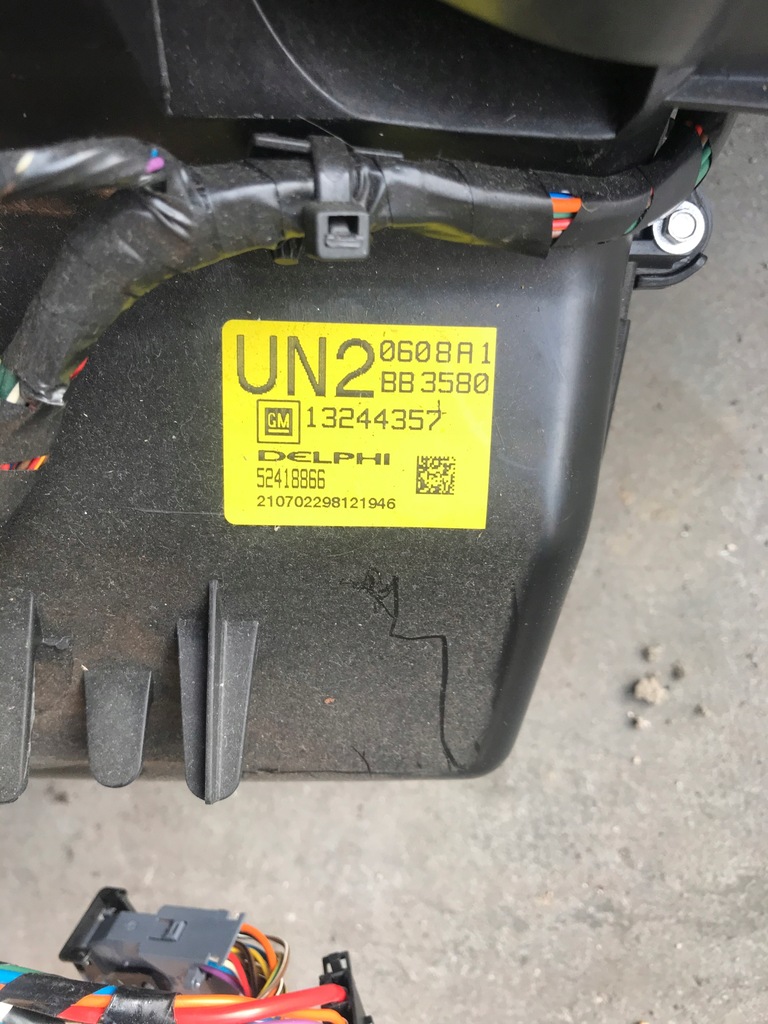 UN2 0608A1
BB3580
GM 13244357
DELPHI
52418866
210702298121946